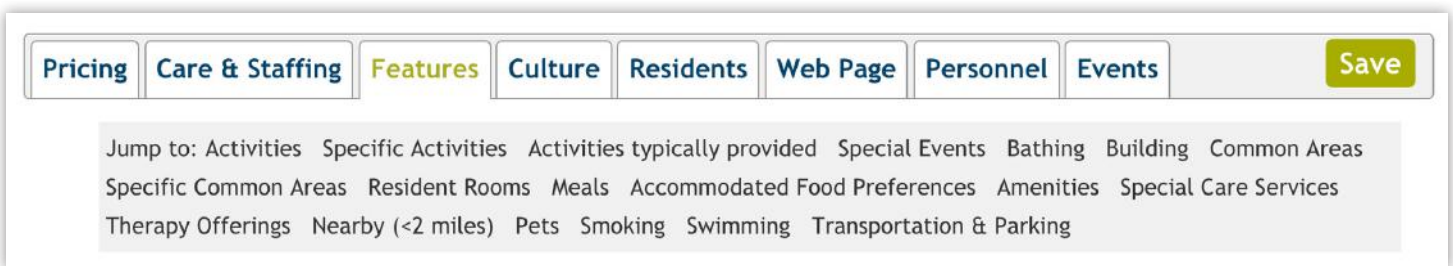 Pricing Care & Staffing Features Culture Residents Web Page Personnel Events Save
Jump to: Activities Specific Activities Activities typically provided Special Events Bathing Building Common Areas
Specific Common Areas Resident Rooms Meals Accommodated Food Preferences Amenities Special Care Services
Therapy Offerings Nearby (<2 miles) Pets Smoking Swimming Transportation & Parking